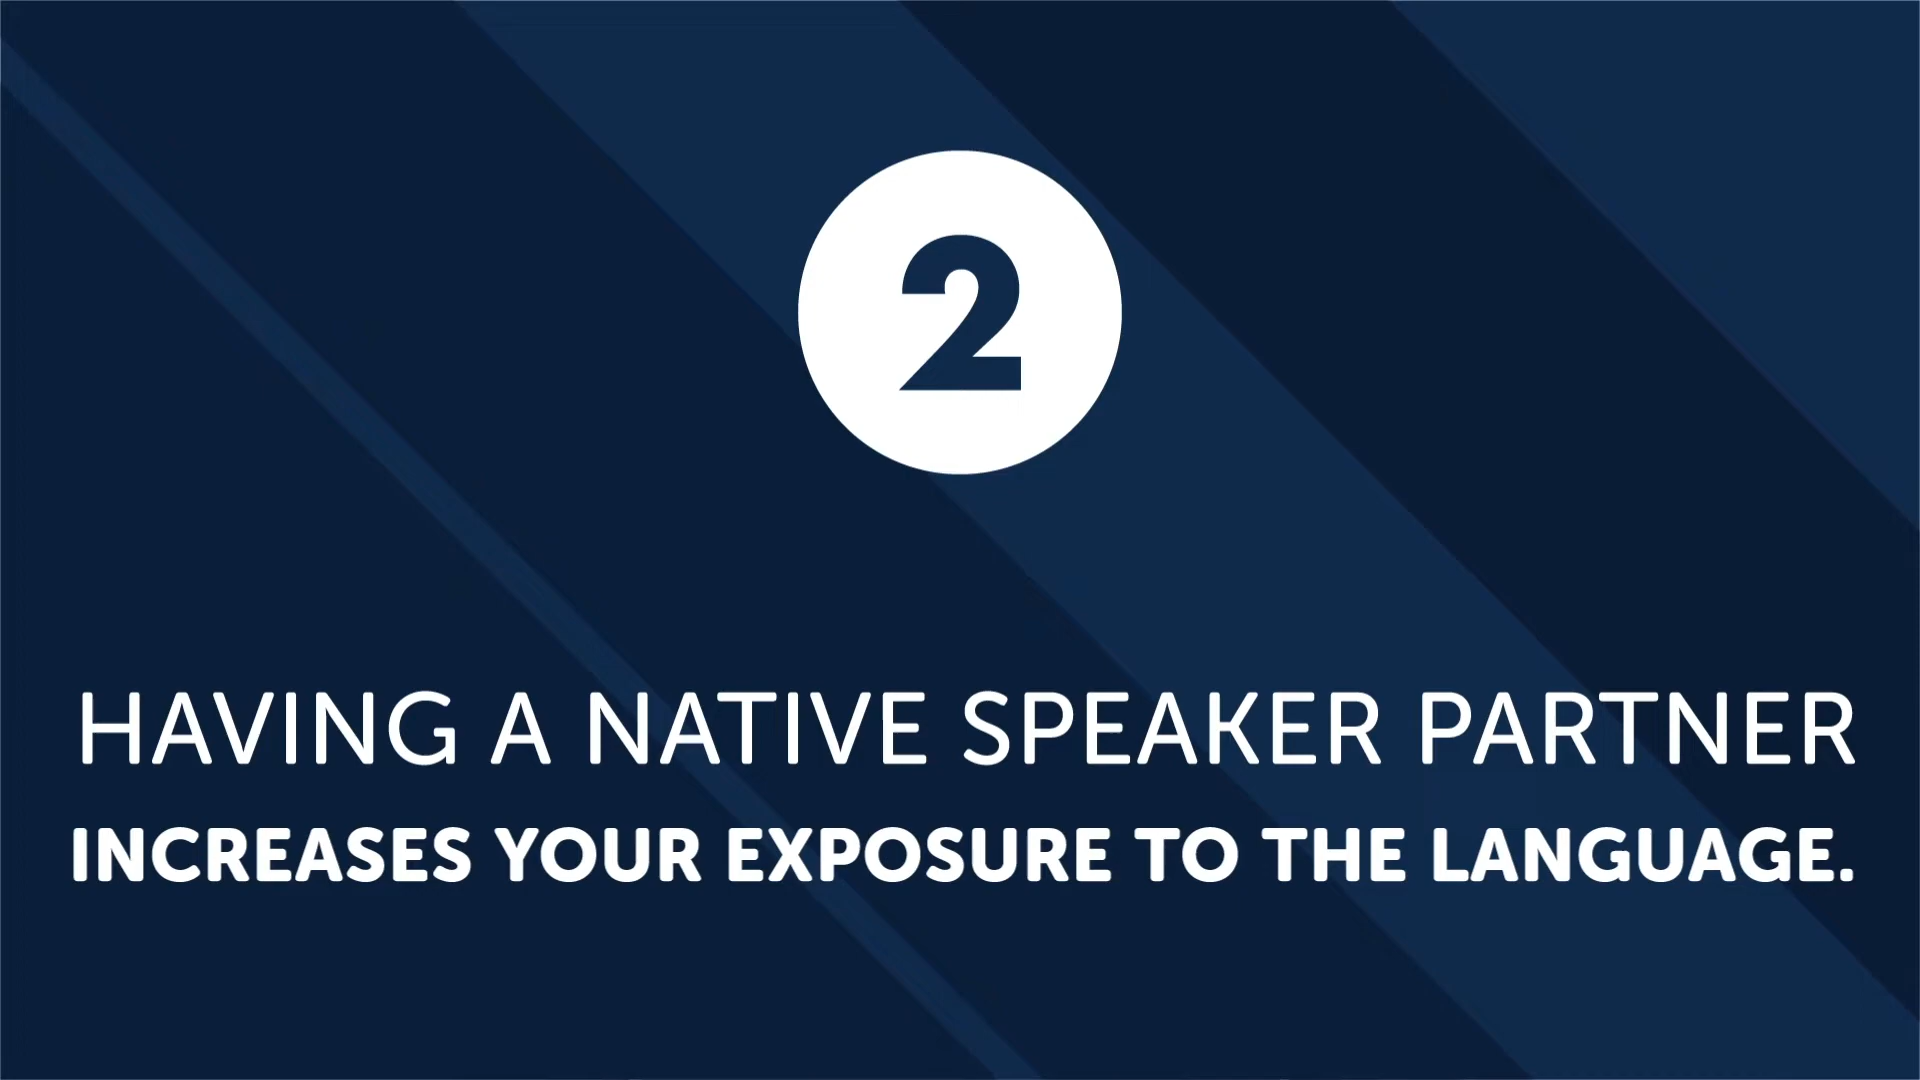 2
HAVING A NATIVE SPEAKER PARTNER
INCREASES YOUR EXPOSURE TO THE LANGUAGE.